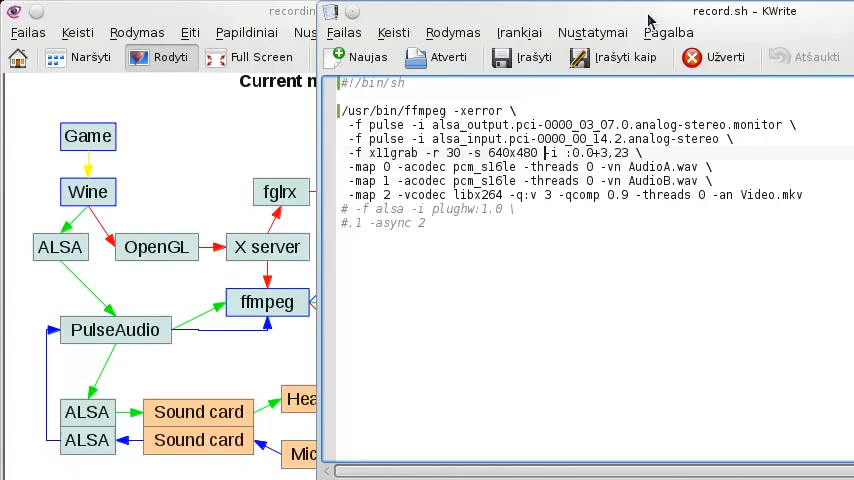 recordin
Failas Keisti Rodymas Eiti Papildiniai Nus
Naršyti Rodyti Full Screen
Current n
Game
Wine
fglrx
ALSA OpenGL X server
ffmpeg
PulseAudio
ALSA Sound card Hea
ALSA Sound card Mic
record.sh – KWrite
Failas Keisti Rodymas Įrankiai Nustatymai Pagalba
Naujas Atverti Įrašyti Įrašyti kaip Užverti Atšaukti
#!/bin/sh
/usr/bin/ffmpeg -xerror \
-f pulse -i alsa_output.pci-0000_03_07.0.analog-stereo.monitor \
-f pulse -i alsa_input.pci-0000_00_14.2.analog-stereo \
-f x11grab -r 30 -s 640x480 -i :0.0+3,23 \
-map 0 -acodec pcm_s16le -threads 0 -vn AudioA.wav \
-map 1 -acodec pcm_s16le -threads 0 -vn AudioB.wav \
-map 2 -vcodec libx264 -q:v 3 -qcomp 0.9 -threads 0 -an Video.mkv
# -f alsa -i plughw:1,0 \
#,1 -async 2